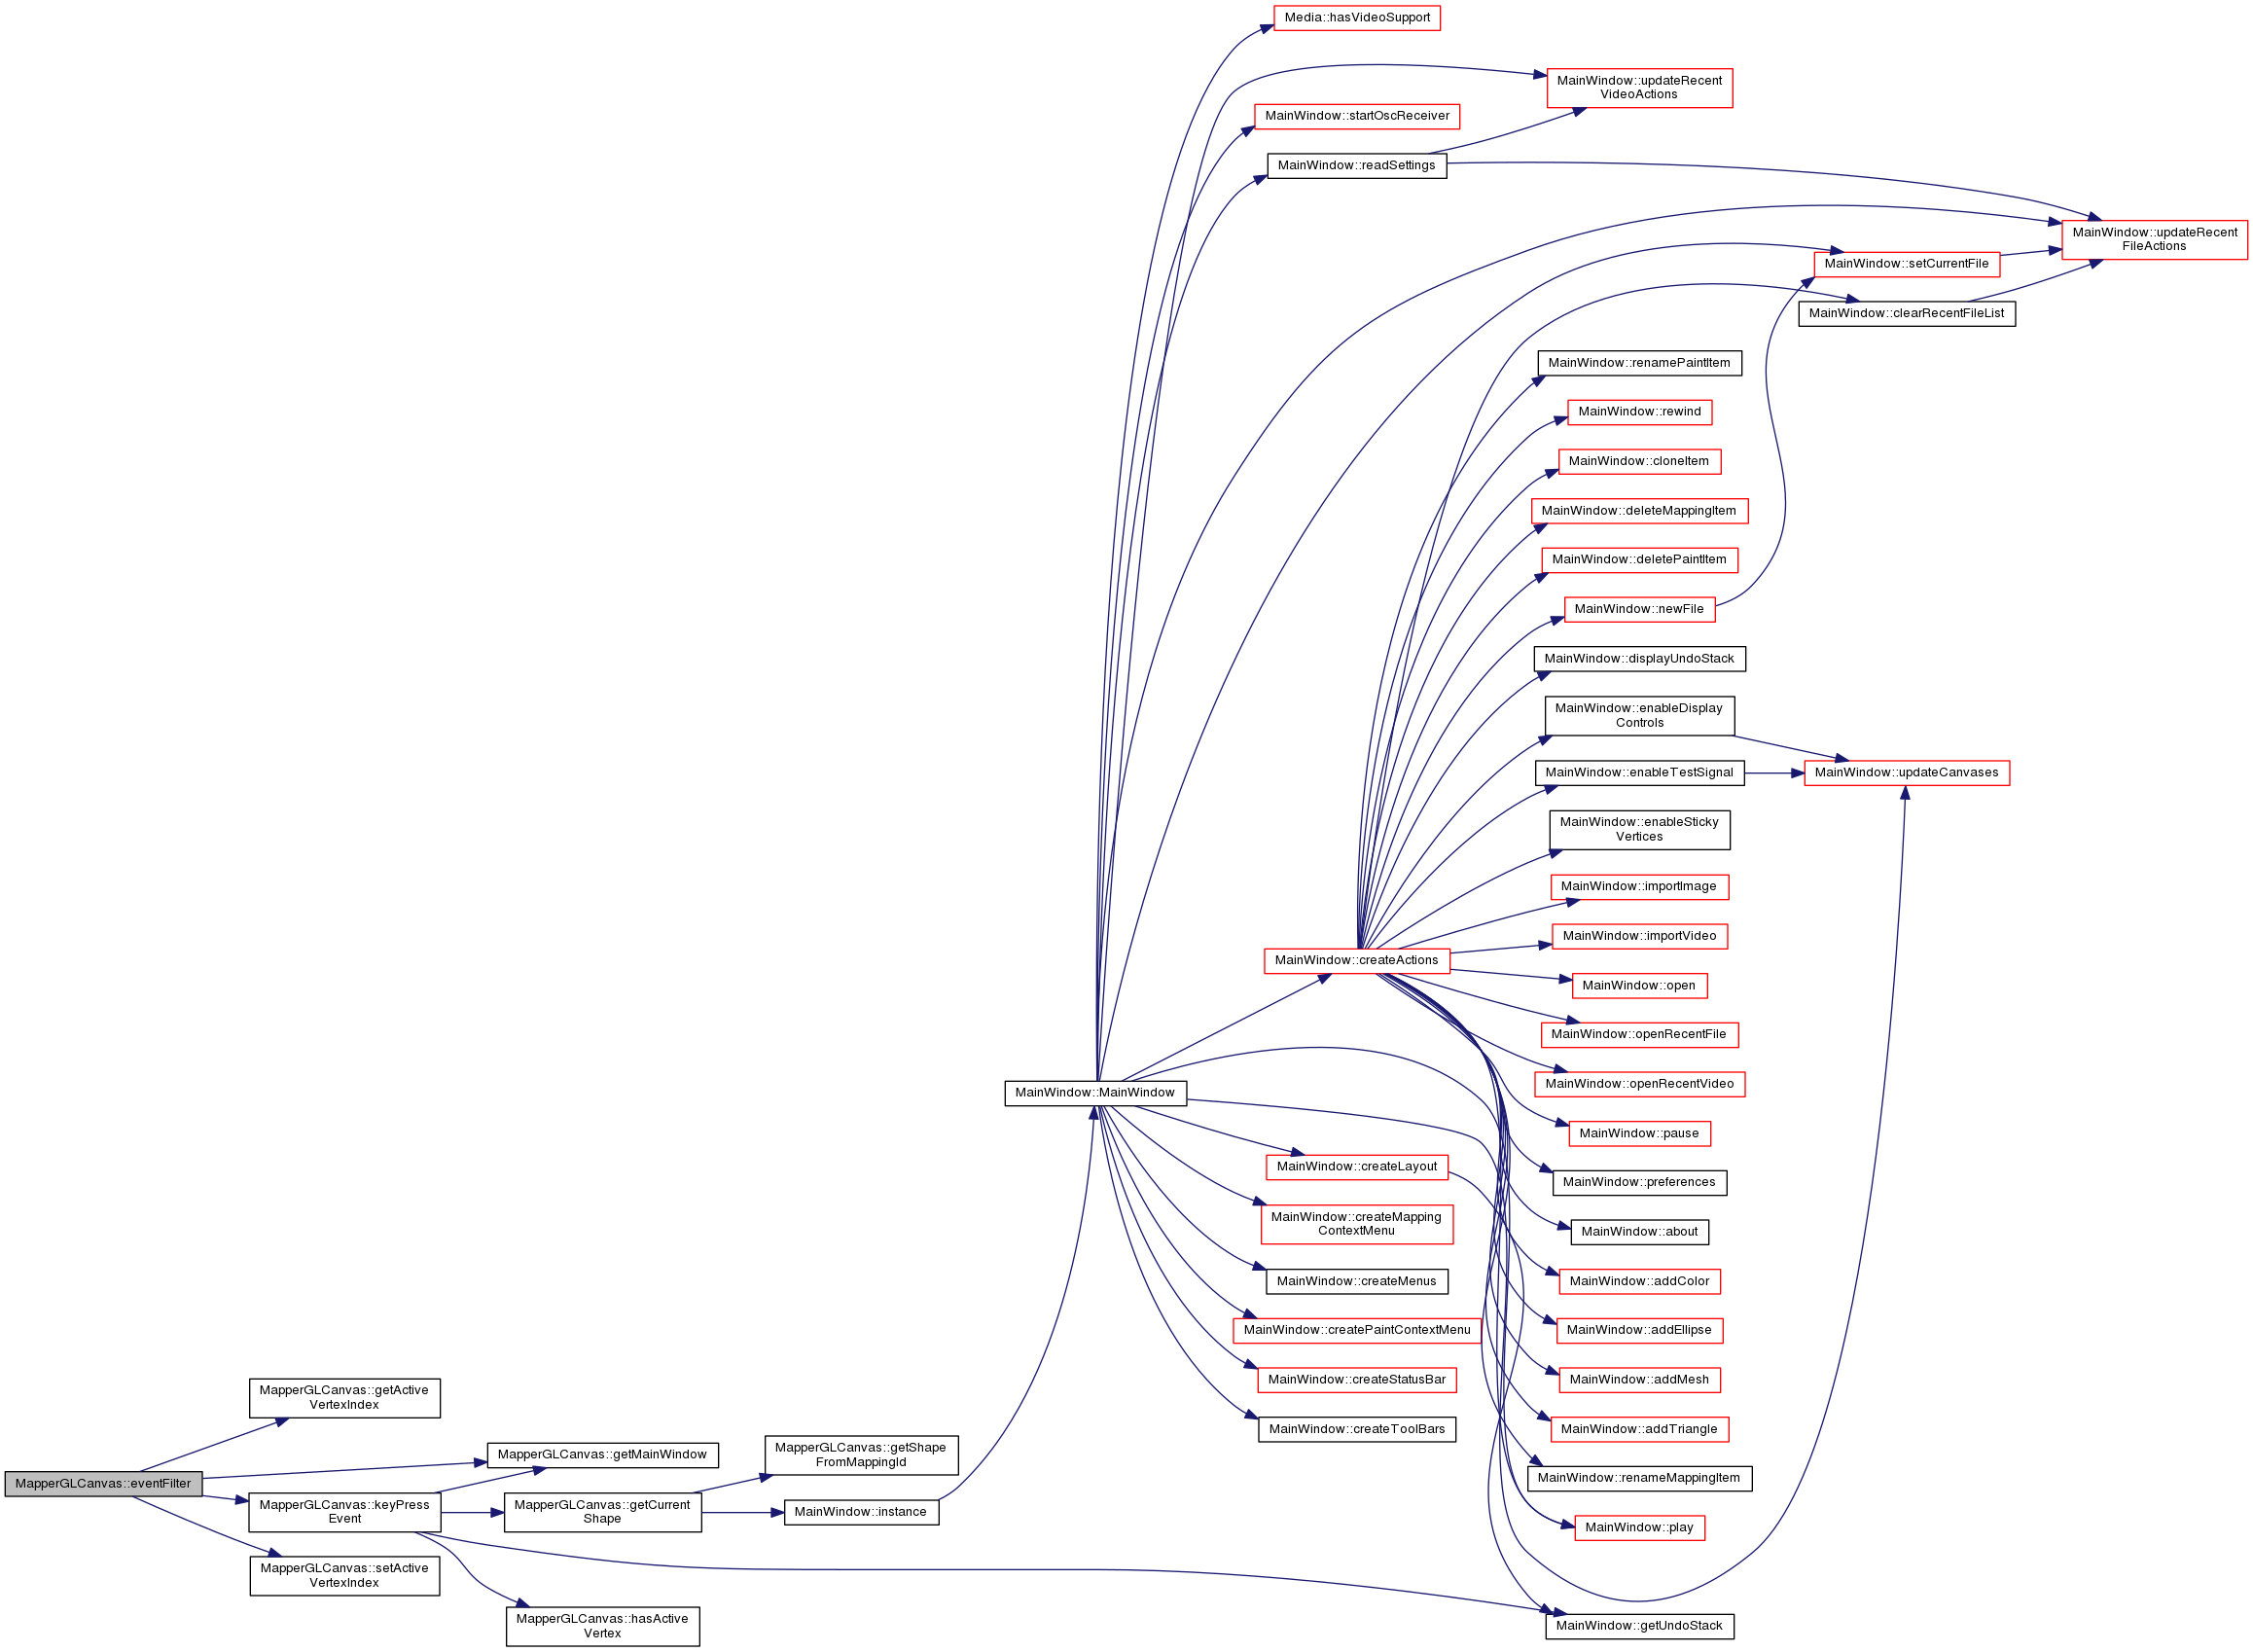 Media::hasVideoSupport
MainWindow::updateRecent
VideoActions
MainWindow::startOscReceiver
MainWindow::readSettings
MainWindow::updateRecent
FileActions
MainWindow::setCurrentFile
MainWindow::clearRecentFileList
MainWindow::renamePaintItem
MainWindow::rewind
MainWindow::cloneItem
MainWindow::deleteMappingItem
MainWindow::deletePaintItem
MainWindow::newFile
MainWindow::displayUndoStack
MainWindow::enableDisplay
Controls
MainWindow::enableTestSignal
MainWindow::updateCanvases
MainWindow::enableSticky
Vertices
MainWindow::importImage
MainWindow::importVideo
MainWindow::createActions
MainWindow::open
MainWindow::openRecentFile
MainWindow::openRecentVideo
MainWindow::MainWindow
MainWindow::pause
MainWindow::createLayout
MainWindow::preferences
MainWindow::createMapping
ContextMenu
MainWindow::about
MainWindow::createMenus
MainWindow::addColor
MainWindow::createPaintContextMenu
MainWindow::addEllipse
MainWindow::createStatusBar
MainWindow::addMesh
MapperGLCanvas::getActive
VertexIndex
MainWindow::createToolBars
MainWindow::addTriangle
MapperGLCanvas::getMainWindow
MapperGLCanvas::getShape
FromMappingId
MainWindow::renameMappingItem
MapperGLCanvas::eventFilter
MapperGLCanvas::keyPress
Event
MapperGLCanvas::getCurrent
Shape
MainWindow::instance
MainWindow::play
MapperGLCanvas::setActive
VertexIndex
MapperGLCanvas::hasActive
Vertex
MainWindow::getUndoStack